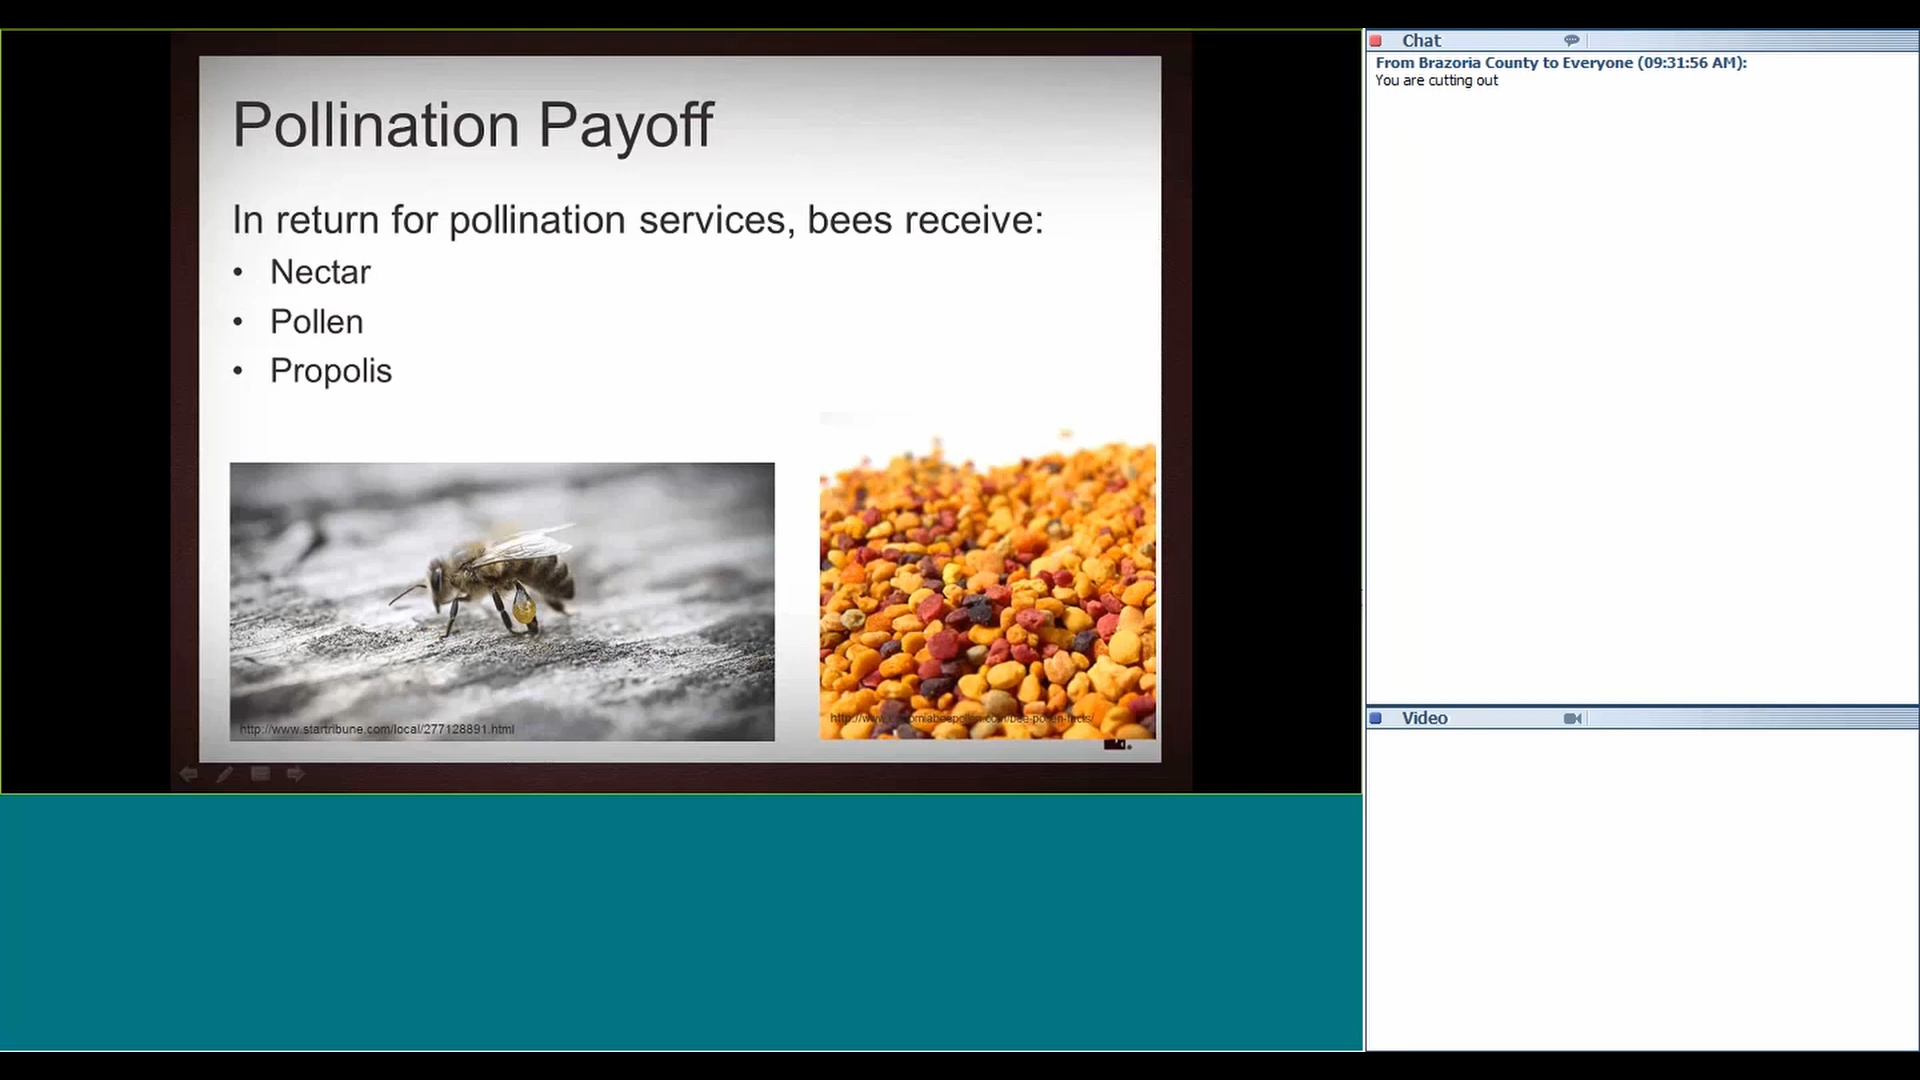 Pollination Payoff
In return for pollination services, bees receive:
• Nectar
• Pollen
• Propolis
http://www.startribune.com/local/277128891.html
Chat
From Brazoria County to Everyone (09:31:56 AM):
You are cutting out
Video